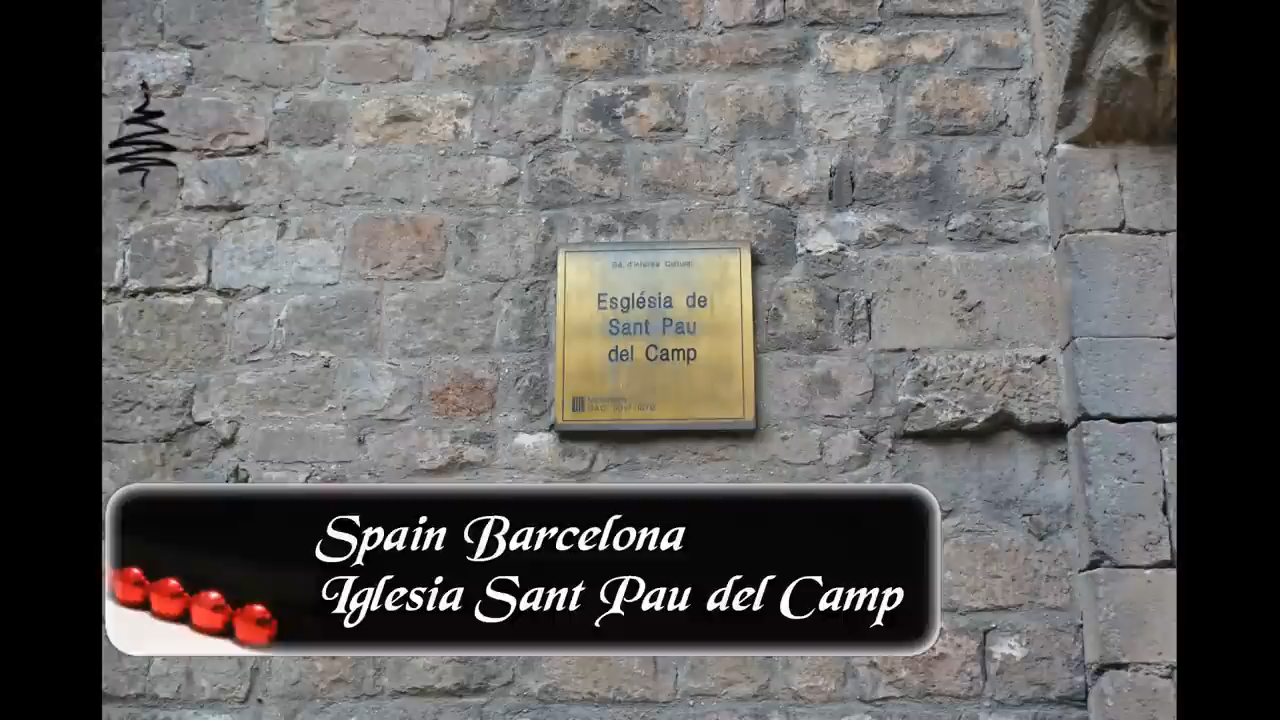 Església de
Sant Pau
del Camp
Spain Barcelona
Iglesia Sant Pau del Camp